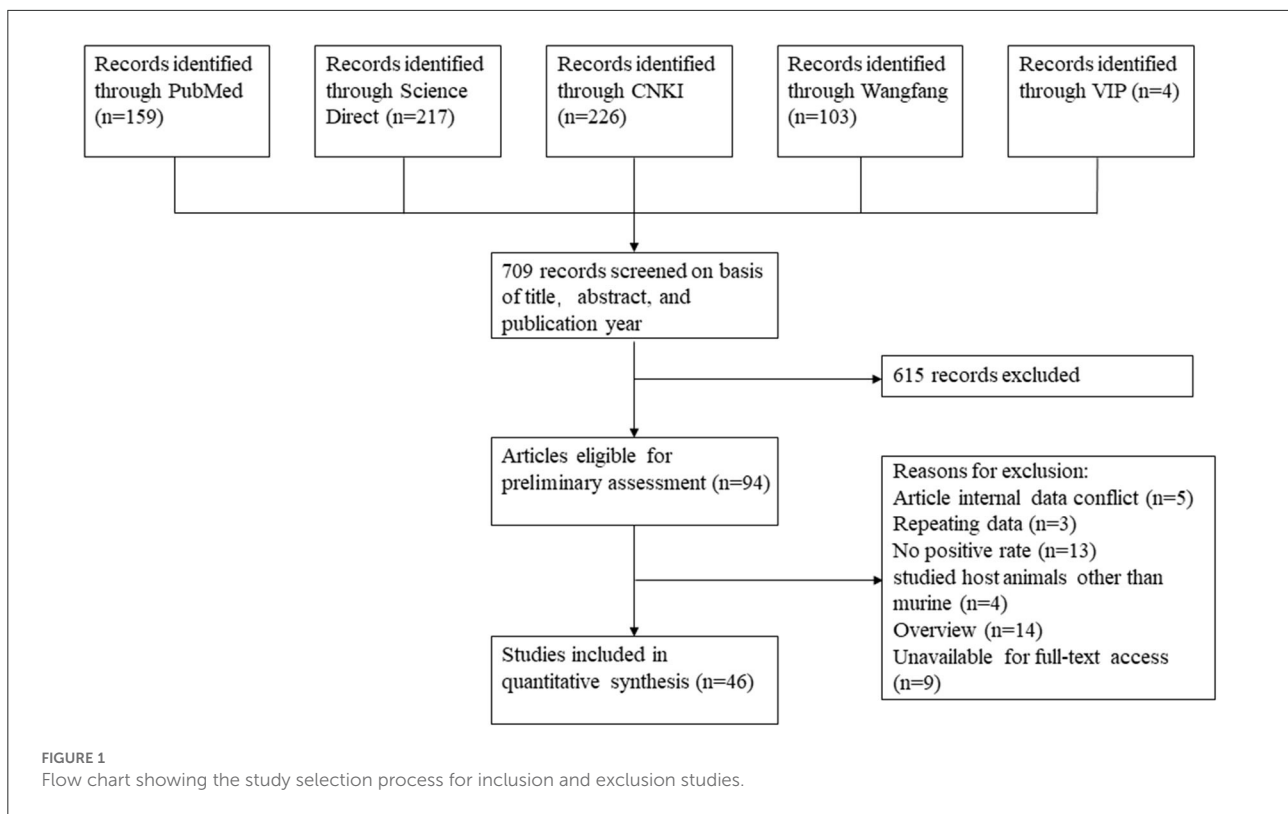 Records identified
through PubMed
(n=159)
Records identified
through Science
Direct (n=217)
Records identified
through CNKI
(n=226)
Records identified
through Wangfang
(n=103)
Records identified
through VIP (n=4)
709 records screened on basis
of title, abstract, and
publication year
615 records excluded
Articles eligible for
preliminary assessment (n=94)
Reasons for exclusion:
Article internal data conflict (n=5)
Repeating data (n=3)
No positive rate (n=13)
studied host animals other than
murine (n=4)
Overview (n=14)
Unavailable for full-text access
(n=9)
Studies included in
quantitative synthesis (n=46)
FIGURE 1
Flow chart showing the study selection process for inclusion and exclusion studies.